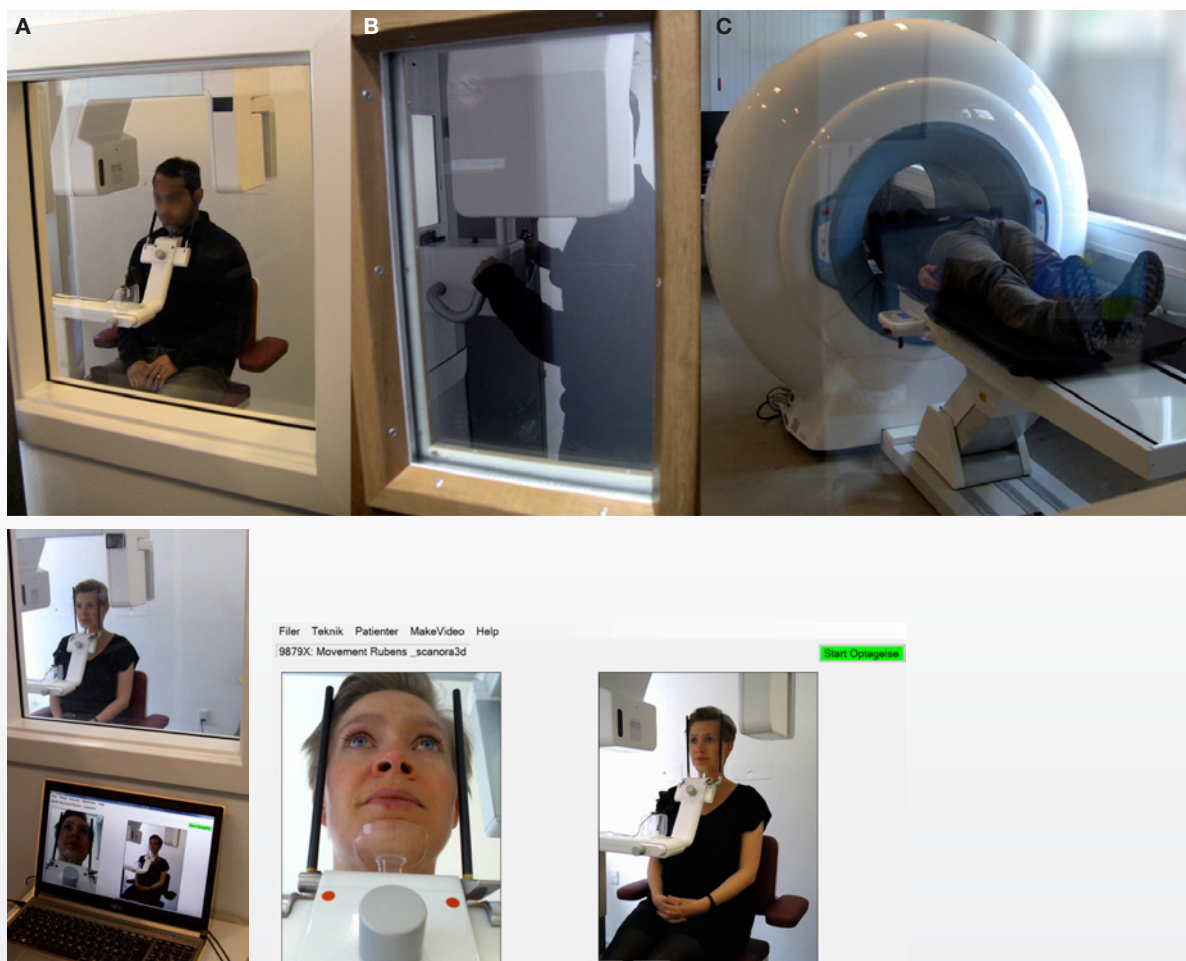 A
B
C
Filer Teknik Patienter MakeVideo Help
9879X: Movement Rubens _scanora3d
Start Optagelse